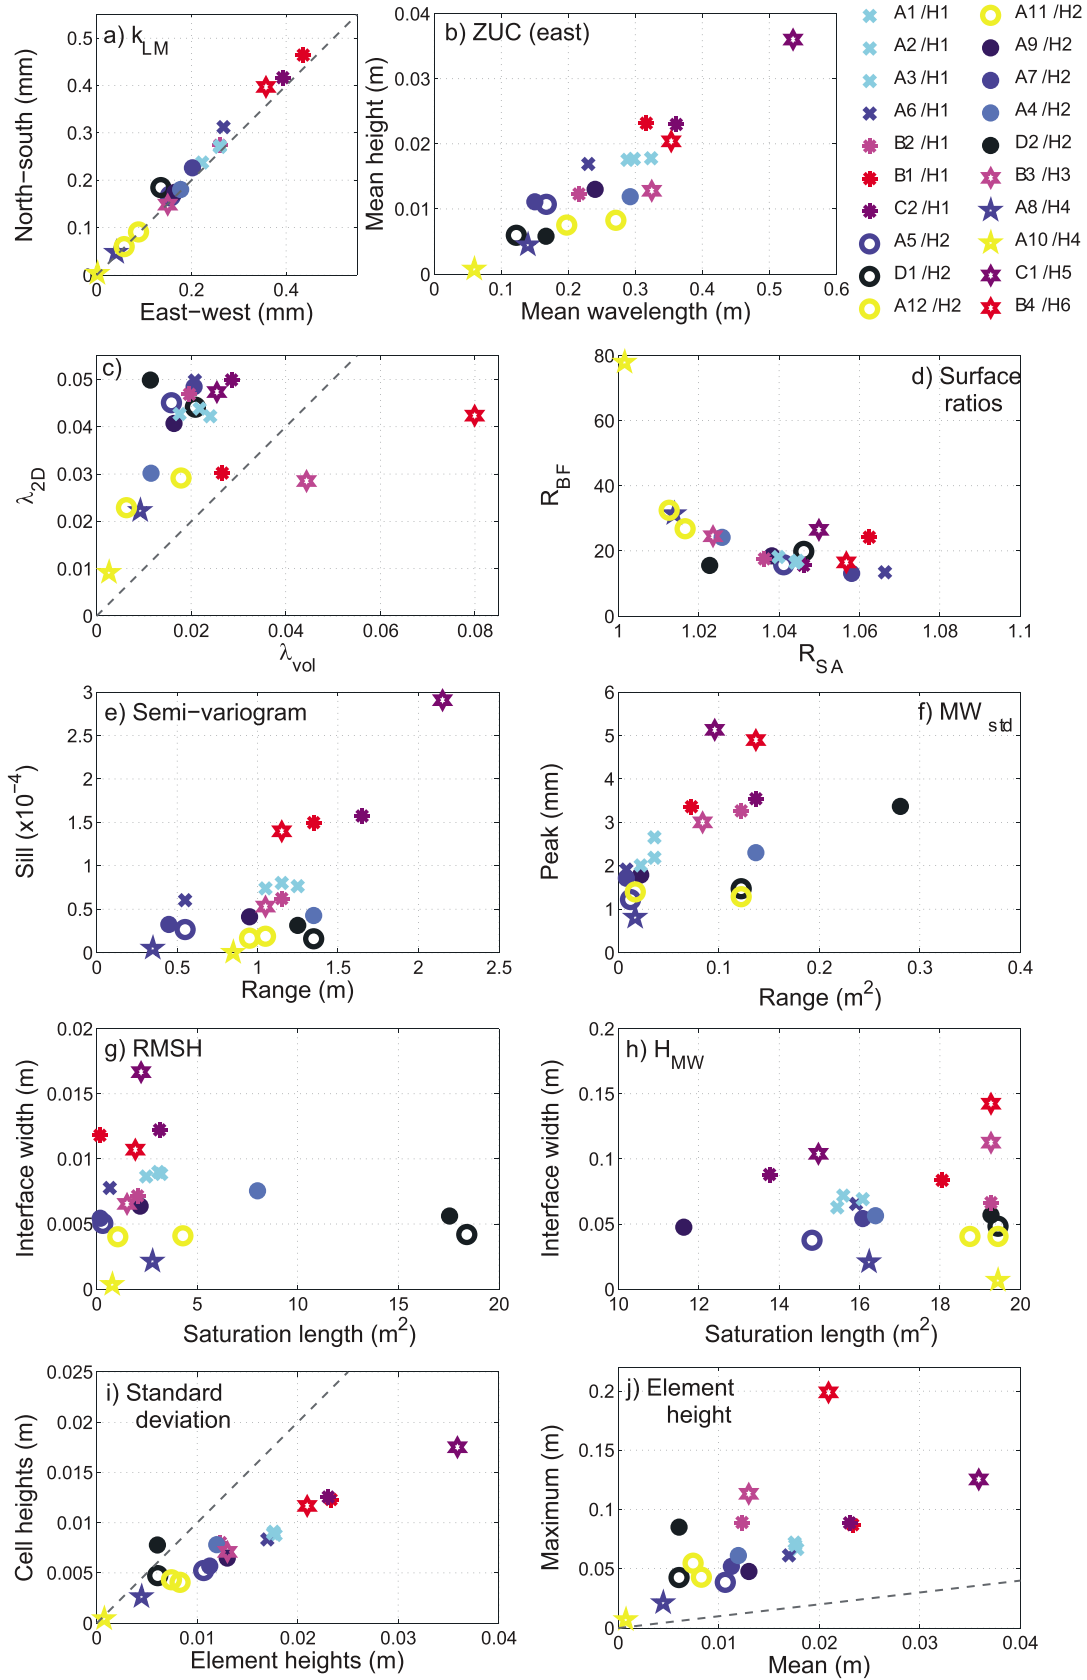 a) k_LM
North−south (mm)
0.5
0.4
0.3
0.2
0.1
0
0
0.2
0.4
East−west (mm)
b) ZUC (east)
Mean height (m)
0.04
0.03
0.02
0.01
0
0
0.1
0.2
0.3
0.4
0.5
0.6
Mean wavelength (m)
A1 /H1
A2 /H1
A3 /H1
A6 /H1
B2 /H1
B1 /H1
C2 /H1
A5 /H2
D1 /H2
A12 /H2
A11 /H2
A9 /H2
A7 /H2
A4 /H2
D2 /H2
B3 /H3
A8 /H4
A10 /H4
C1 /H5
B4 /H6
c)
λ_2D
0.05
0.04
0.03
0.02
0.01
0
0
0.02
0.04
0.06
0.08
λ_vol
d) Surface
ratios
R_BF
80
60
40
20
0
1
1.02
1.04
1.06
1.08
1.1
R_SA
e) Semi−variogram
Sill (x10⁻⁴)
3
2.5
2
1.5
1
0.5
0
0
0.5
1
1.5
2
2.5
Range (m)
f) MW_std
Peak (mm)
6
5
4
3
2
1
0
0
0.1
0.2
0.3
0.4
Range (m²)
g) RMSH
Interface width (m)
0.02
0.015
0.01
0.005
0
0
5
10
15
20
Saturation length (m²)
h) H_MW
Interface width (m)
0.2
0.15
0.1
0.05
0
10
12
14
16
18
20
Saturation length (m²)
i) Standard
deviation
Cell heights (m)
0.025
0.02
0.015
0.01
0.005
0
0
0.01
0.02
0.03
0.04
Element heights (m)
j) Element
height
Maximum (m)
0.2
0.15
0.1
0.05
0
0
0.01
0.02
0.03
0.04
Mean (m)